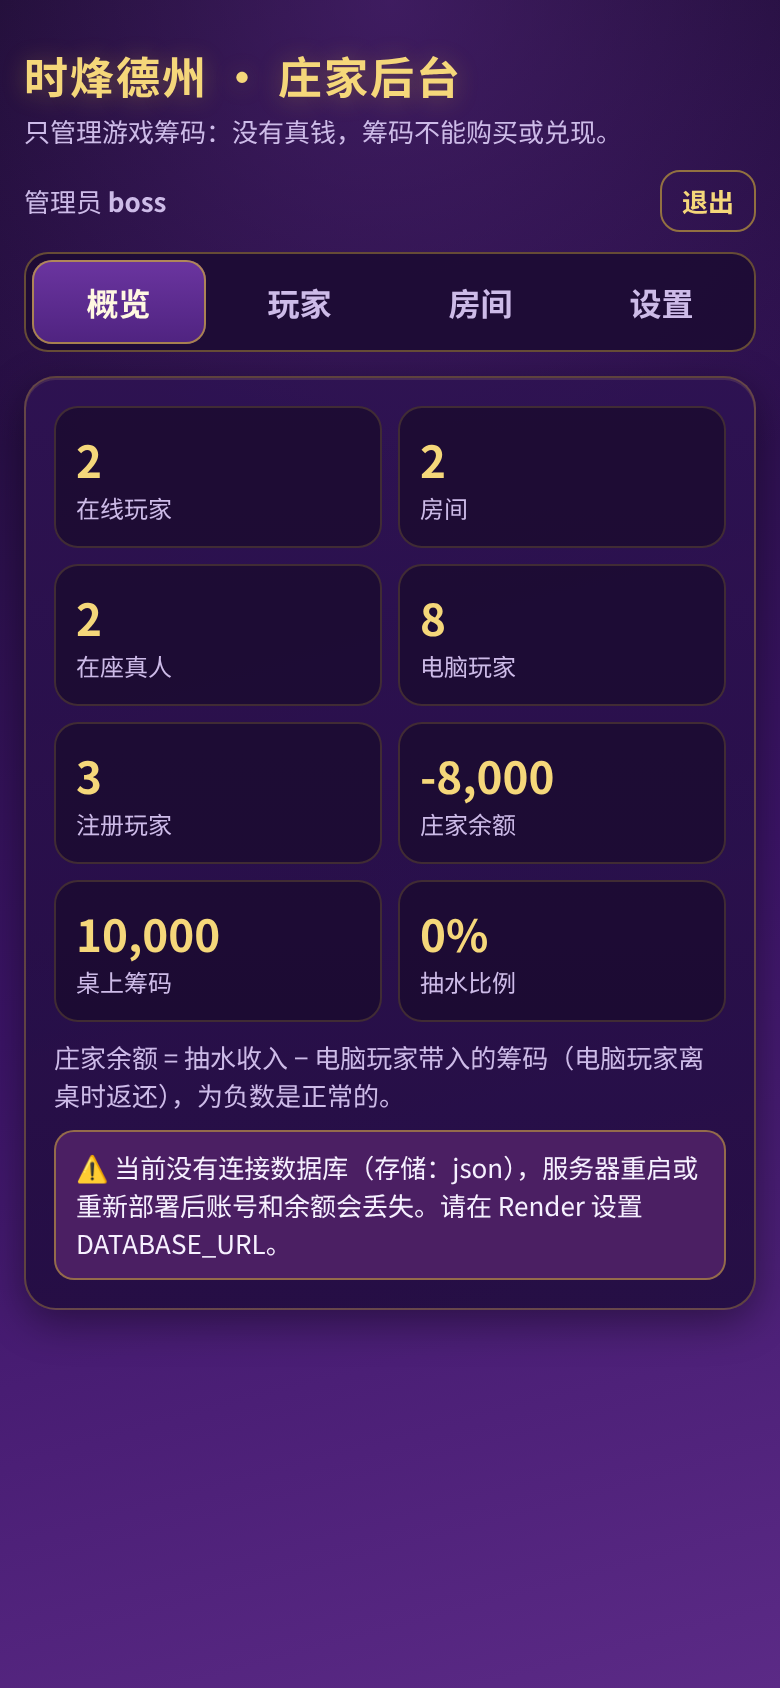 时烽德州 · 庄家后台
只管理游戏筹码：没有真钱，筹码不能购买或兑现。
管理员 boss
退出
概览 玩家 房间 设置
2
在线玩家
2
房间
2
在座真人
8
电脑玩家
3
注册玩家
-8,000
庄家余额
10,000
桌上筹码
0%
抽水比例
庄家余额 = 抽水收入 − 电脑玩家带入的筹码（电脑玩家离
桌时返还），为负数是正常的。
⚠️ 当前没有连接数据库（存储：json），服务器重启或
重新部署后账号和余额会丢失。请在 Render 设置
DATABASE_URL。